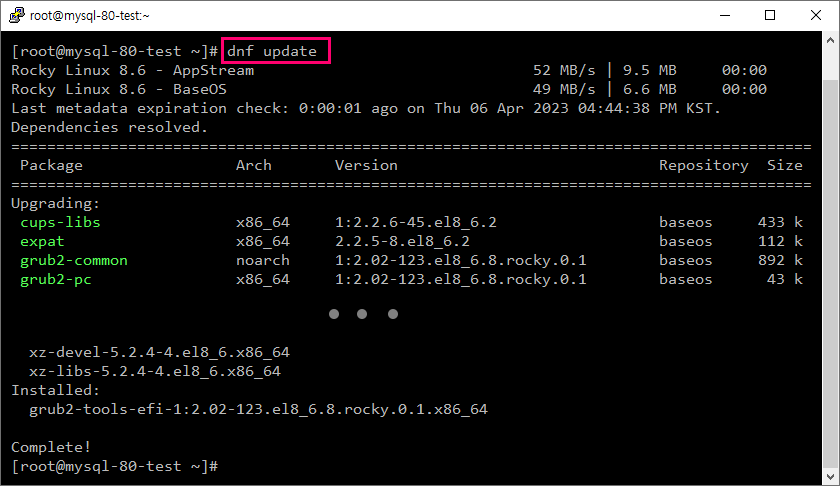 root@mysql-80-test:~
[root@mysql-80-test ~]# dnf update
Rocky Linux 8.6 - AppStream                               52 MB/s | 9.5 MB     00:00
Rocky Linux 8.6 - BaseOS                                  49 MB/s | 6.6 MB     00:00
Last metadata expiration check: 0:00:01 ago on Thu 06 Apr 2023 04:44:38 PM KST.
Dependencies resolved.
=========================================================================================
 Package                 Arch       Version                             Repository  Size
=========================================================================================
Upgrading:
 cups-libs               x86_64     1:2.2.6-45.el8_6.2                  baseos     433 k
 expat                   x86_64     2.2.5-8.el8_6.2                     baseos     112 k
 grub2-common            noarch     1:2.02-123.el8_6.8.rocky.0.1        baseos     892 k
 grub2-pc                x86_64     1:2.02-123.el8_6.8.rocky.0.1        baseos      43 k
● ● ●
  xz-devel-5.2.4-4.el8_6.x86_64
  xz-libs-5.2.4-4.el8_6.x86_64
Installed:
  grub2-tools-efi-1:2.02-123.el8_6.8.rocky.0.1.x86_64
Complete!
[root@mysql-80-test ~]#